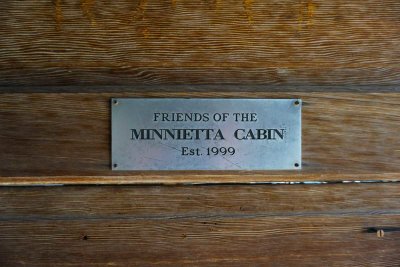 FRIENDS OF THE
MINNIETTA CABIN
Est. 1999